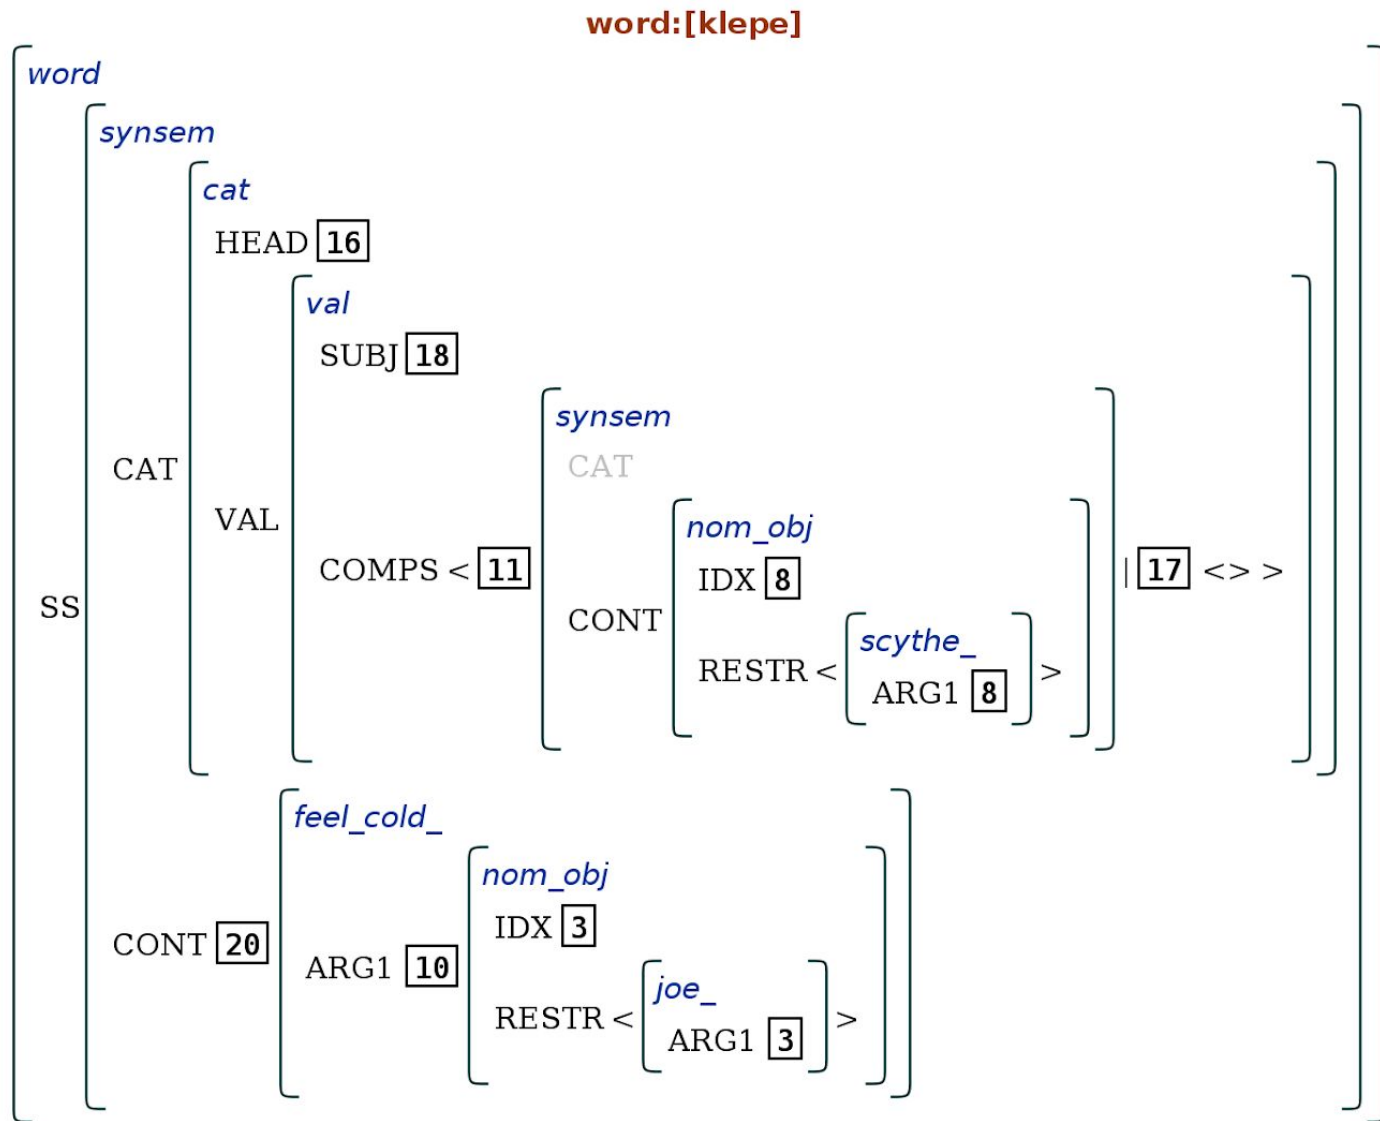 word:[klepe]
word
synsem
cat
HEAD 16
val
SUBJ 18
synsem
CAT
CAT
nom_obj
VAL
IDX 8
COMPS < 11
| 17 <> >
SS
CONT
scythe_
RESTR <
>
ARG1 8
feel_cold_
nom_obj
IDX 3
CONT 20
ARG1 10
joe_
RESTR <
>
ARG1 3